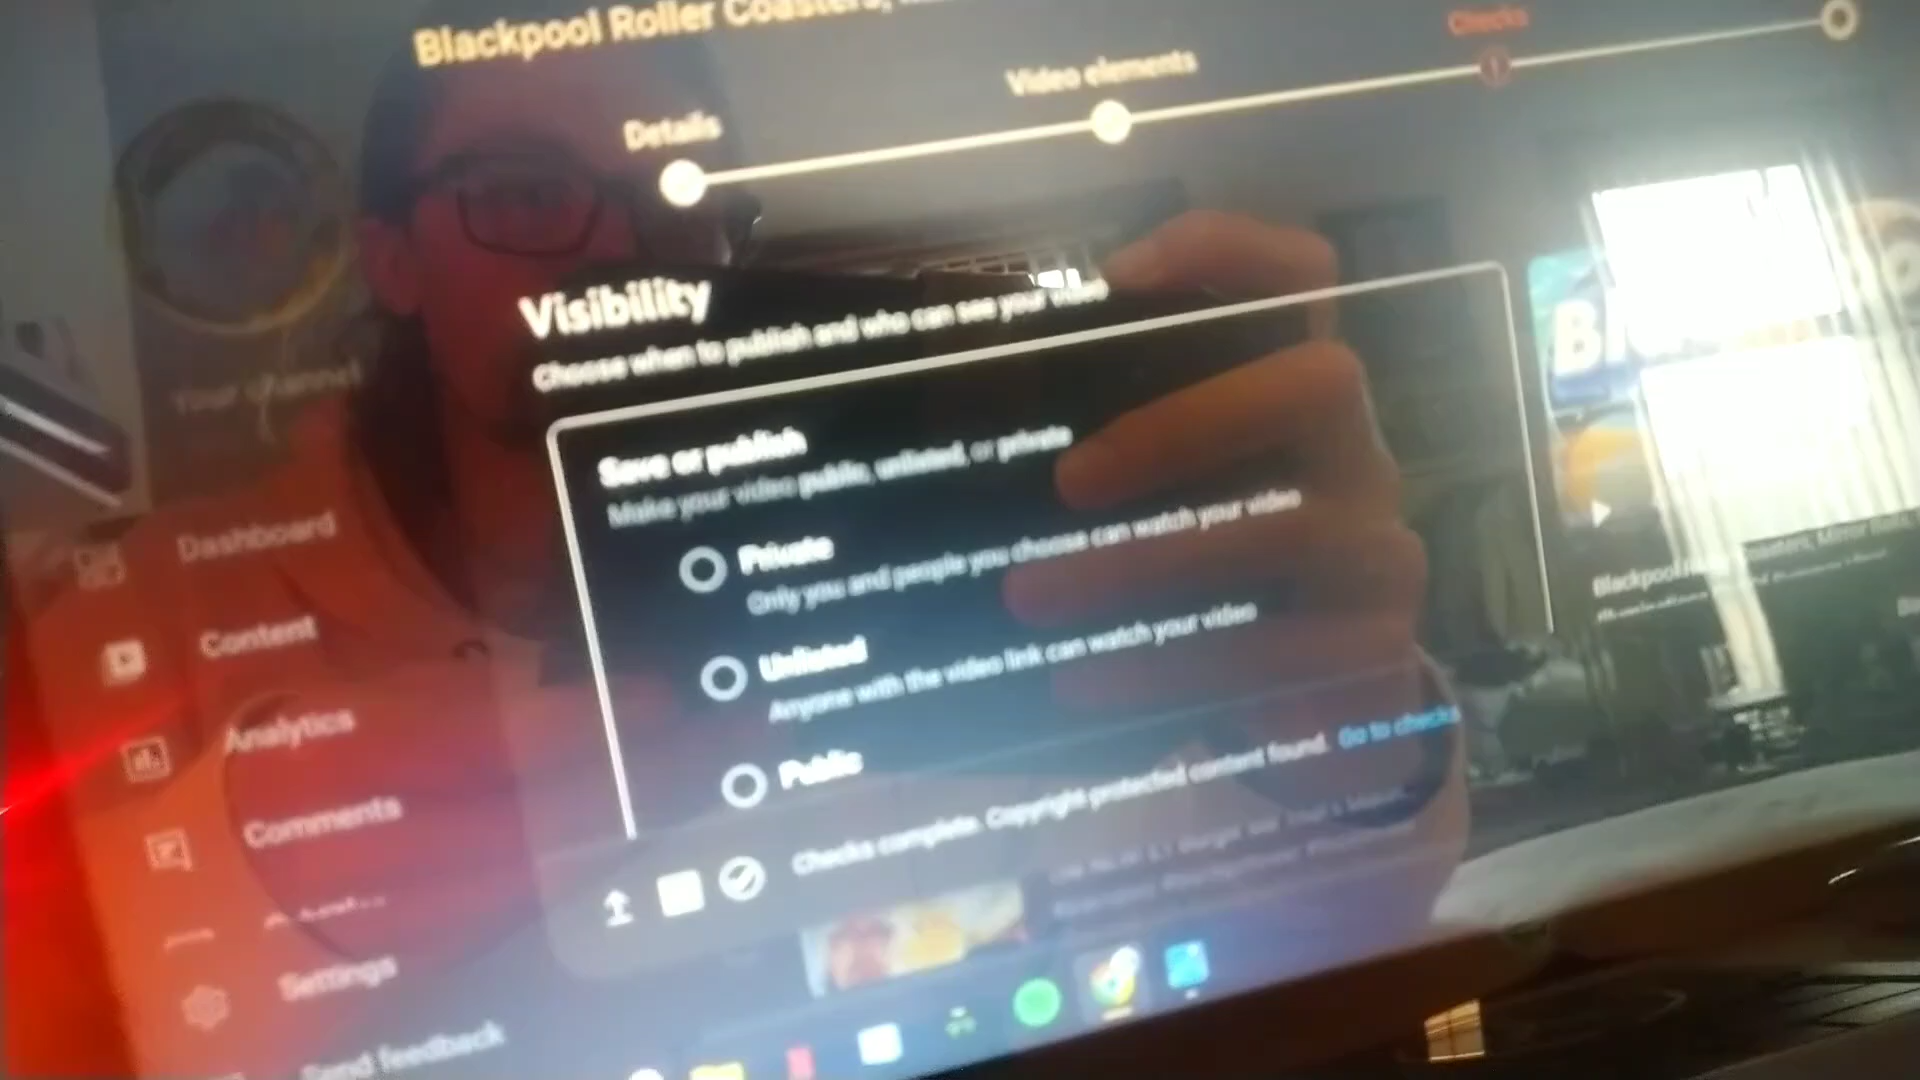 Blackpool Roller Coasters,
Details
Video elements
Checks
Visibility
Choose when to publish and who can see your video
Save or publish
Make your video public, unlisted, or private
Private
Only you and people you choose can watch your video
Unlisted
Anyone with the video link can watch your video
Public
Checks complete. Copyright protected content found. Go to checks
Your channel
Dashboard
Content
Analytics
Comments
Settings
Send feedback
Blackpool